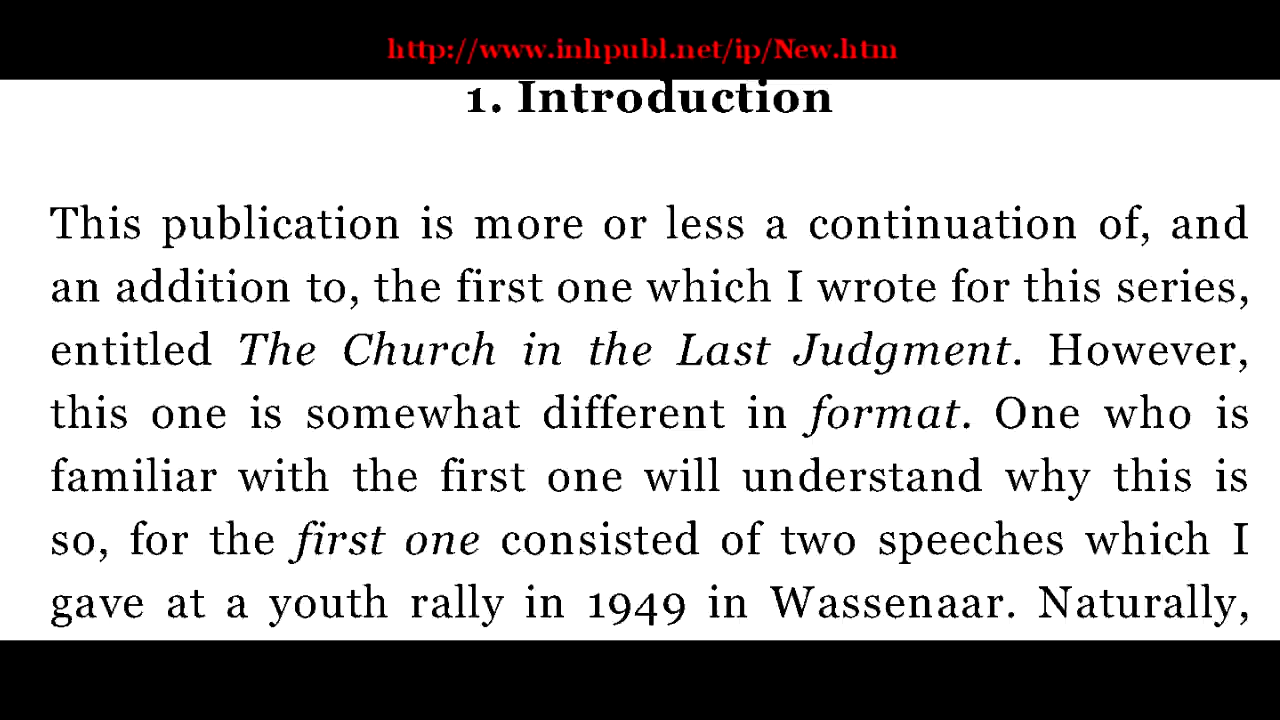 http://www.inhpubl.net/ip/New.htm
1. Introduction
This publication is more or less a continuation of, and
an addition to, the first one which I wrote for this series,
entitled The Church in the Last Judgment. However,
this one is somewhat different in format. One who is
familiar with the first one will understand why this is
so, for the first one consisted of two speeches which I
gave at a youth rally in 1949 in Wassenaar. Naturally,